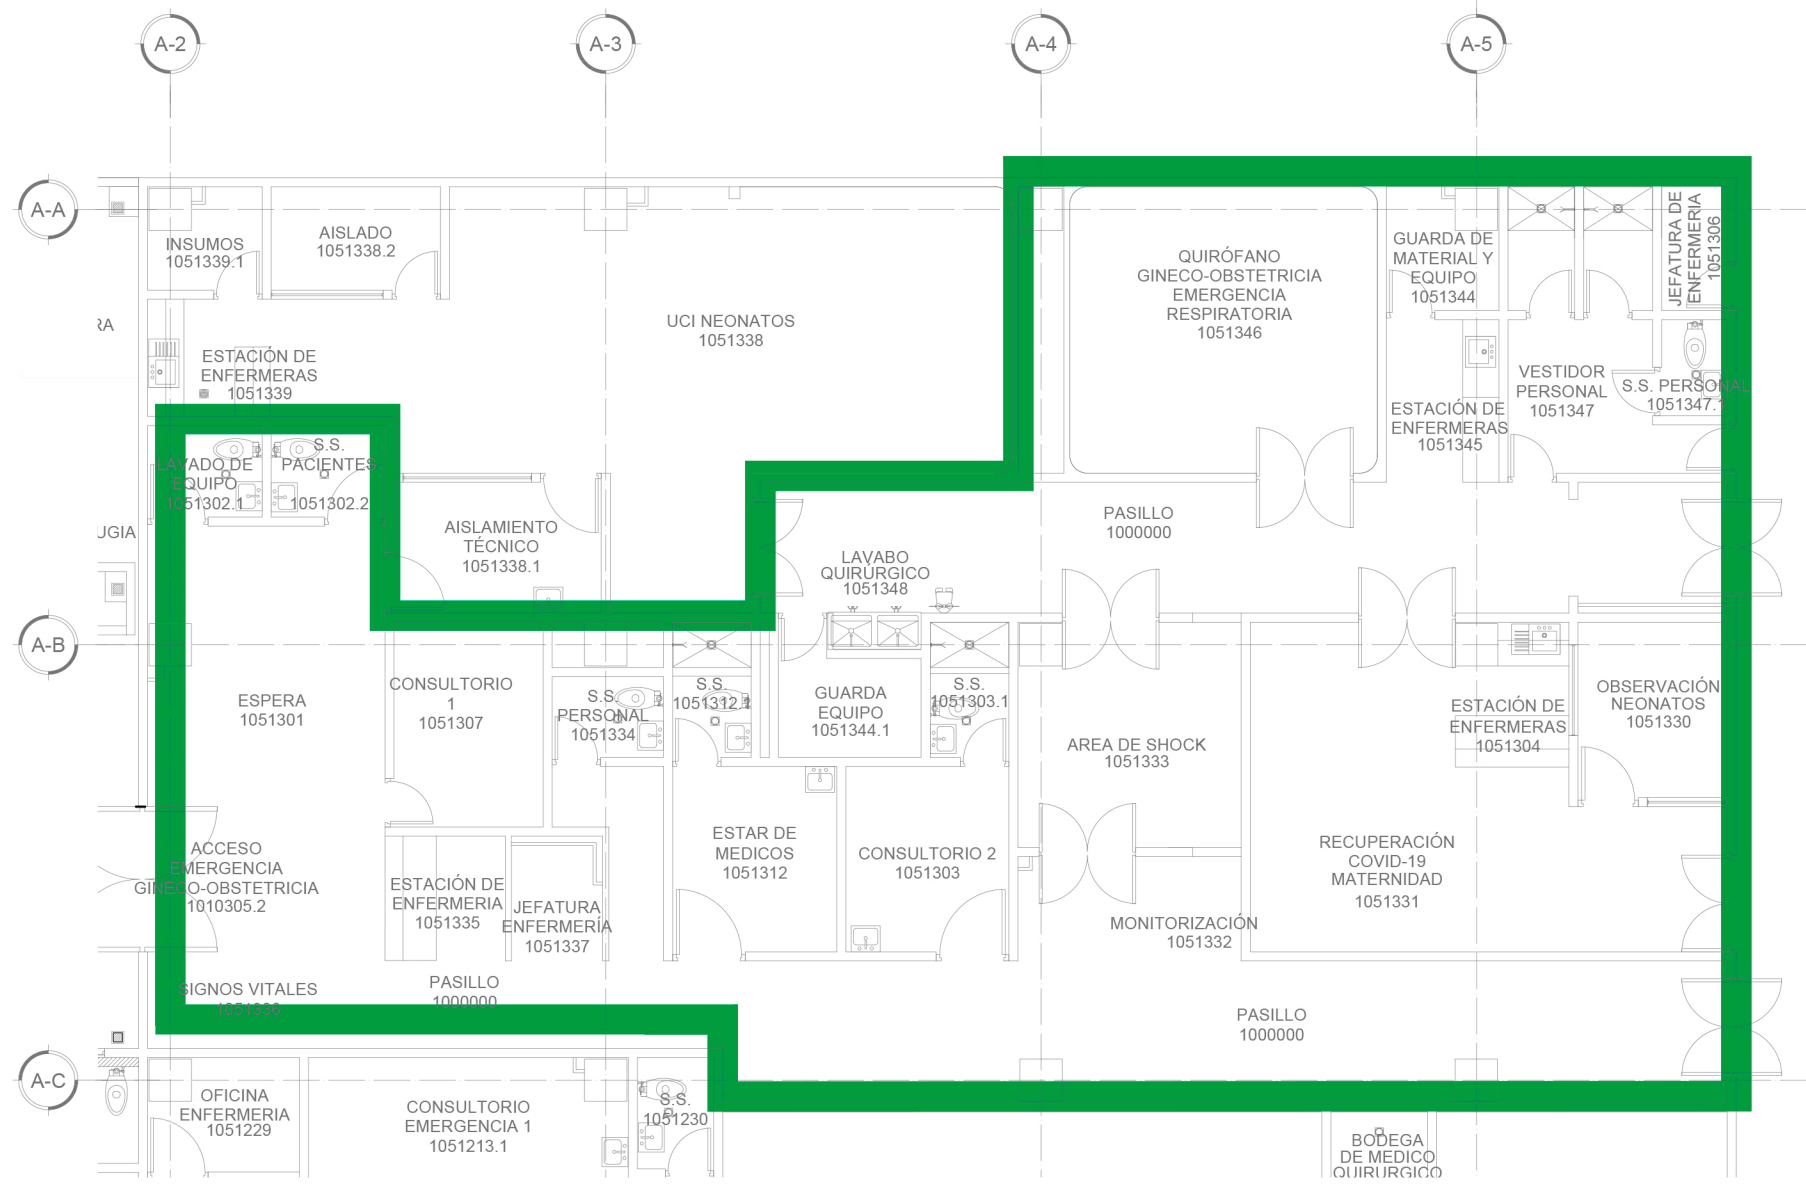 A-2
A-3
A-4
A-5
A-A
INSUMOS
1051339.1
AISLADO
1051338.2
UCI NEONATOS
1051338
ESTACIÓN DE
ENFERMERAS
1051339
RA
QUIRÓFANO
GINECO-OBSTETRICIA
EMERGENCIA
RESPIRATORIA
1051346
GUARDA DE
MATERIAL Y
EQUIPO
1051344
JEFATURA DE
ENFERMERIA
1051306
VESTIDOR
PERSONAL
1051347
S.S. PERSONAL
1051347.1
ESTACIÓN DE
ENFERMERAS
1051345
LAVADO DE
EQUIPO
1051302.1
S.S.
PACIENTES
1051302.2
UGIA
AISLAMIENTO
TÉCNICO
1051338.1
PASILLO
1000000
LAVABO
QUIRÚRGICO
1051348
A-B
ESPERA
1051301
CONSULTORIO
1
1051307
S.S.
PERSONAL
1051334
S.S.
1051312.1
GUARDA
EQUIPO
1051344.1
S.S.
1051303.1
AREA DE SHOCK
1051333
ESTACIÓN DE
ENFERMERAS
1051304
OBSERVACIÓN
NEONATOS
1051330
ACCESO
EMERGENCIA
GINECO-OBSTETRICIA
1010305.2
ESTACIÓN DE
ENFERMERIA
1051335
JEFATURA
ENFERMERÍA
1051337
ESTAR DE
MEDICOS
1051312
CONSULTORIO 2
1051303
RECUPERACIÓN
COVID-19
MATERNIDAD
1051331
MONITORIZACIÓN
1051332
SIGNOS VITALES
1051336
PASILLO
1000000
PASILLO
1000000
A-C
OFICINA
ENFERMERIA
1051229
CONSULTORIO
EMERGENCIA 1
1051213.1
S.S.
1051230
BODEGA
DE MEDICO
QUIRURGICO